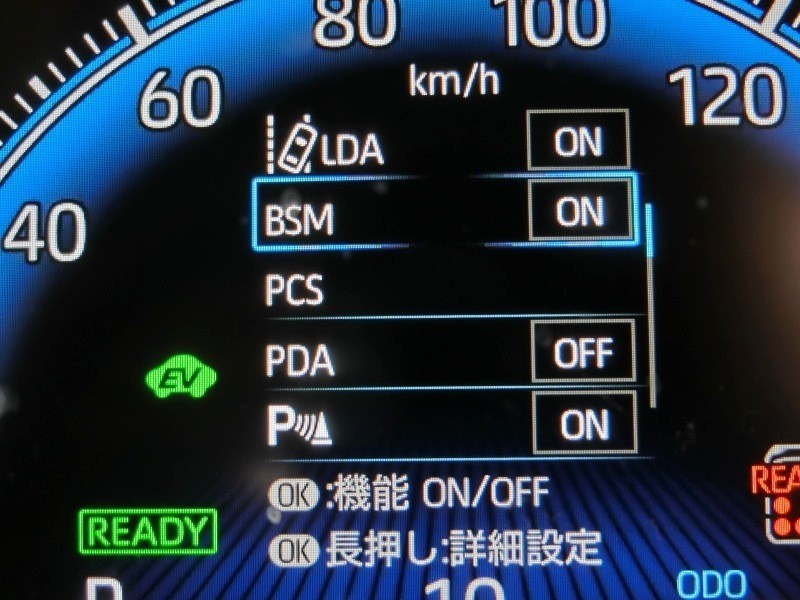 80 100
60 km/h 120
LDA ON
40 BSM ON
PCS
EV PDA OFF
P ON
OK:機能 ON/OFF
READY OK 長押し:詳細設定
ODO